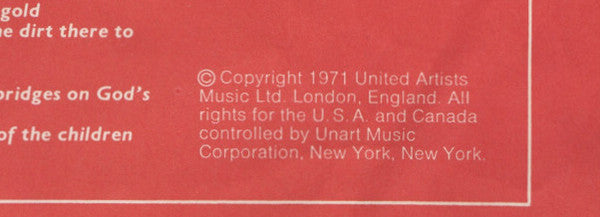 gold
e dirt there to
bridges on God's
of the children
© Copyright 1971 United Artists
Music Ltd. London, England. All
rights for the U.S.A. and Canada
controlled by Unart Music
Corporation, New York, New York.